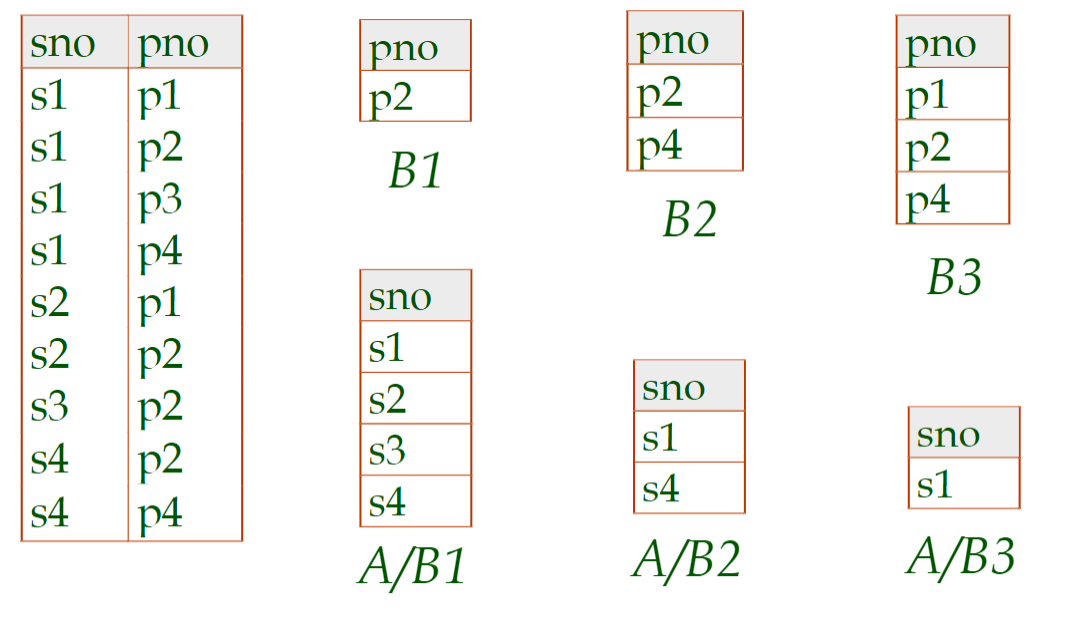 sno pno
s1 p1
s1 p2
s1 p3
s1 p4
s2 p1
s2 p2
s3 p2
s4 p2
s4 p4
pno
p2
B1
sno
s1
s2
s3
s4
A/B1
pno
p2
p4
B2
sno
s1
s4
A/B2
pno
p1
p2
p4
B3
sno
s1
A/B3